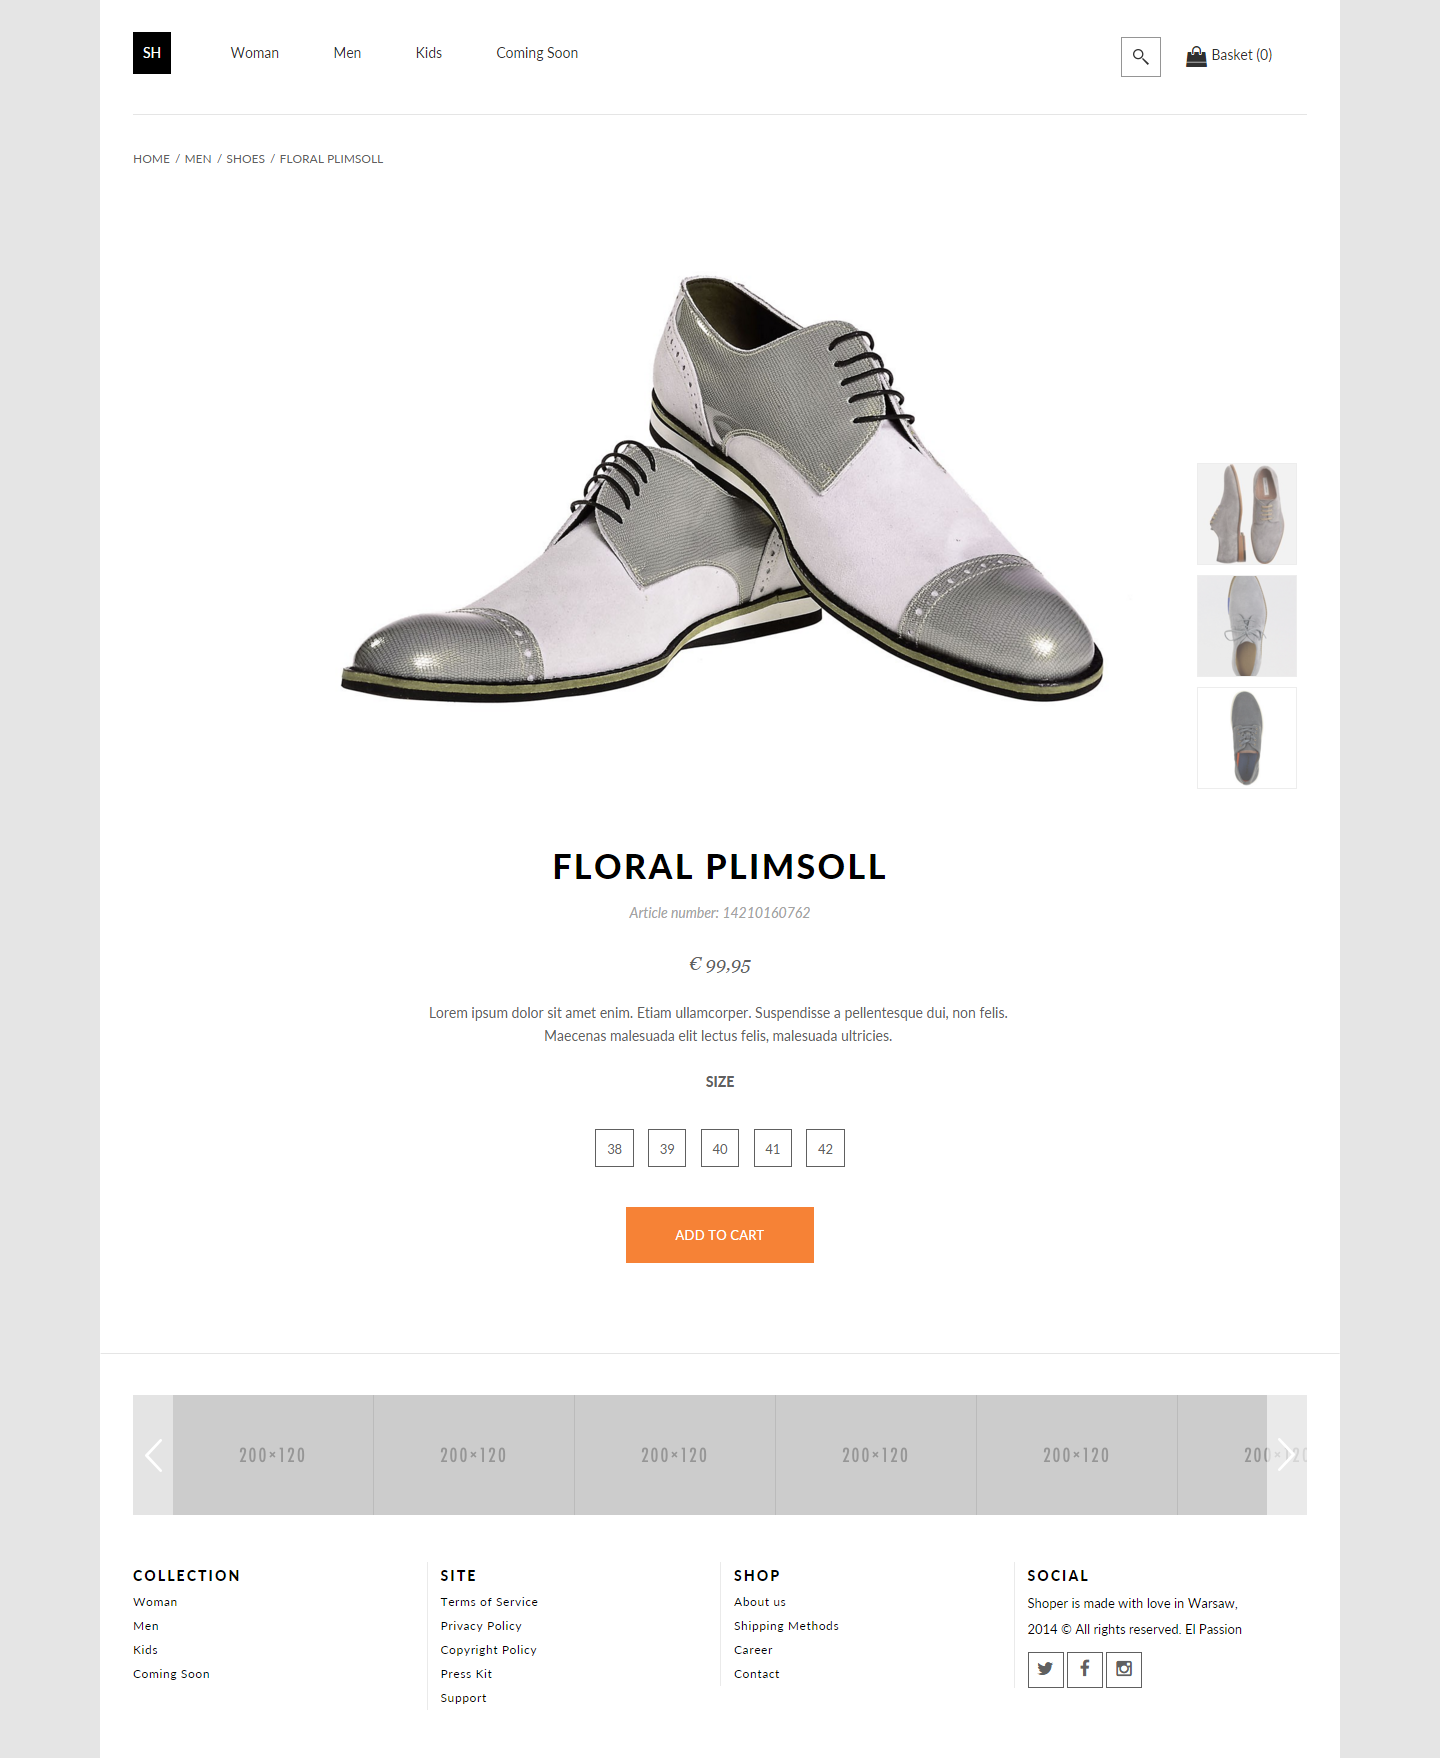 SH
Woman
Men
Kids
Coming Soon
Basket (0)
HOME / MEN / SHOES / FLORAL PLIMSOLL
FLORAL PLIMSOLL
Article number: 14210160762
€ 99,95
Lorem ipsum dolor sit amet enim. Etiam ullamcorper. Suspendisse a pellentesque dui, non felis.
Maecenas malesuada elit lectus felis, malesuada ultricies.
SIZE
38
39
40
41
42
ADD TO CART
200×120
200×120
200×120
200×120
200×120
200×120
COLLECTION
Woman
Men
Kids
Coming Soon
SITE
Terms of Service
Privacy Policy
Copyright Policy
Press Kit
Support
SHOP
About us
Shipping Methods
Career
Contact
SOCIAL
Shoper is made with love in Warsaw,
2014 © All rights reserved. El Passion